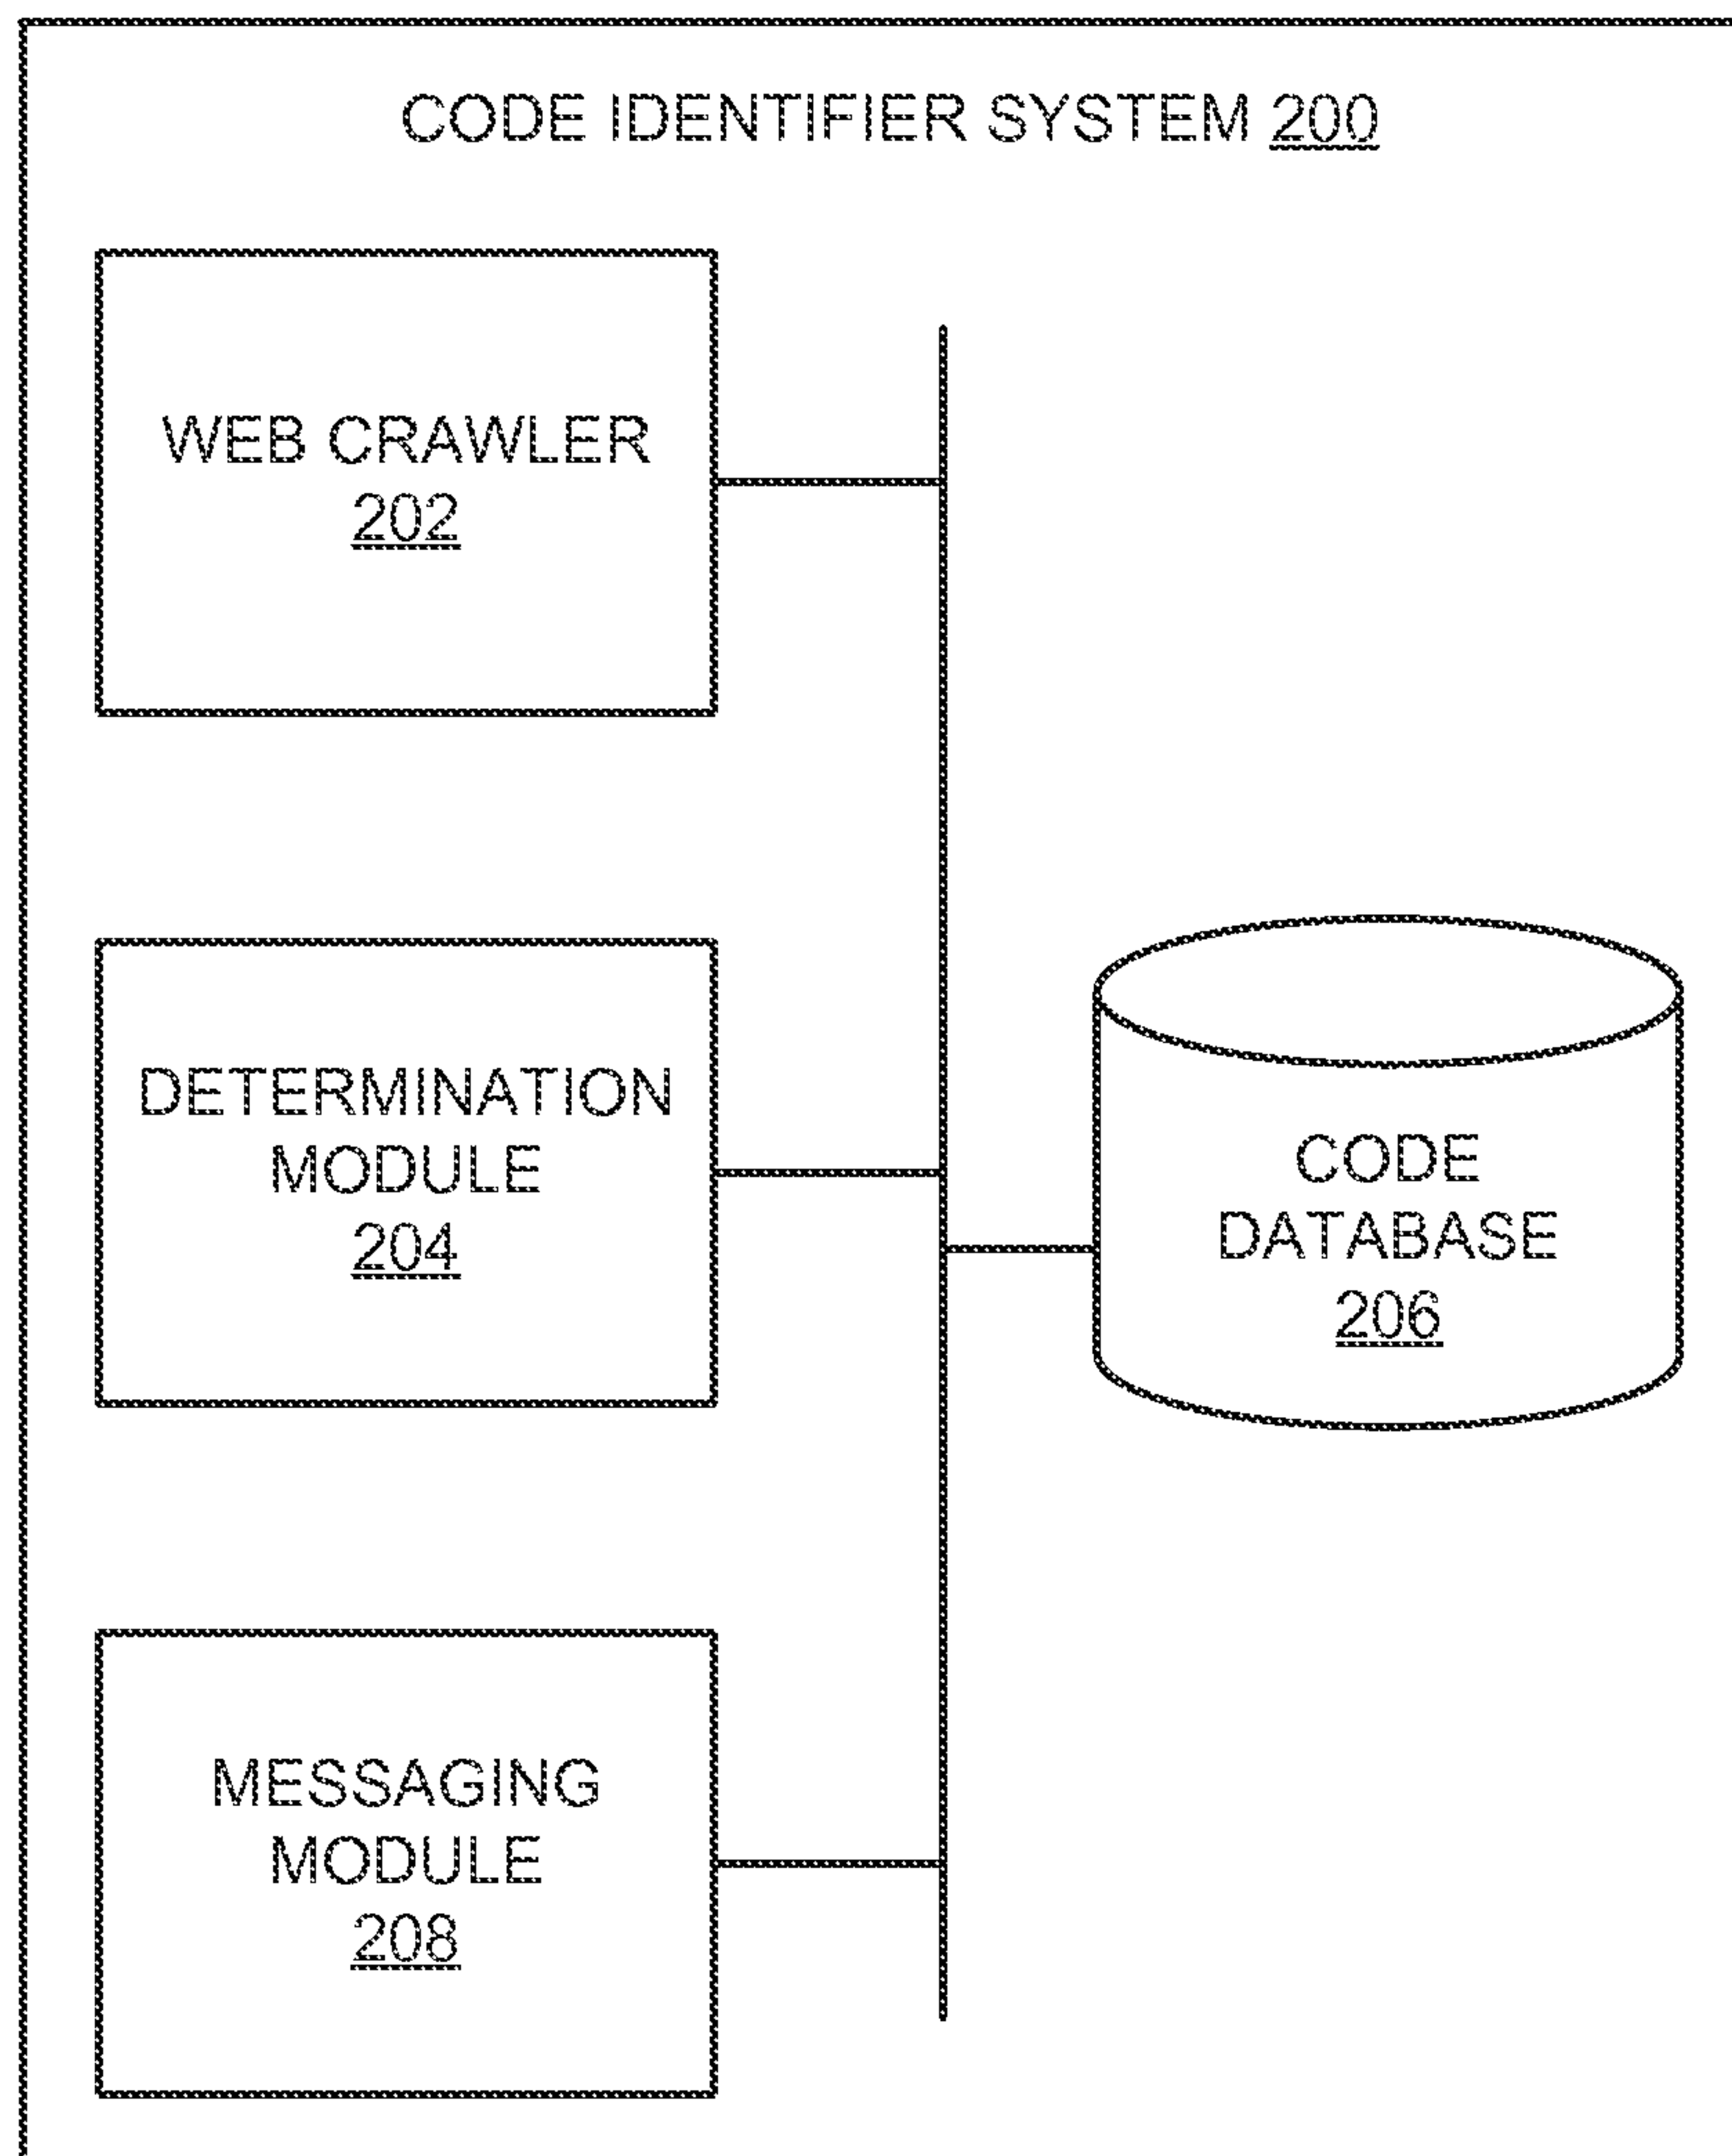 CODE IDENTIFIER SYSTEM 200
WEB CRAWLER
202
DETERMINATION
MODULE
204
CODE
DATABASE
206
MESSAGING
MODULE
208